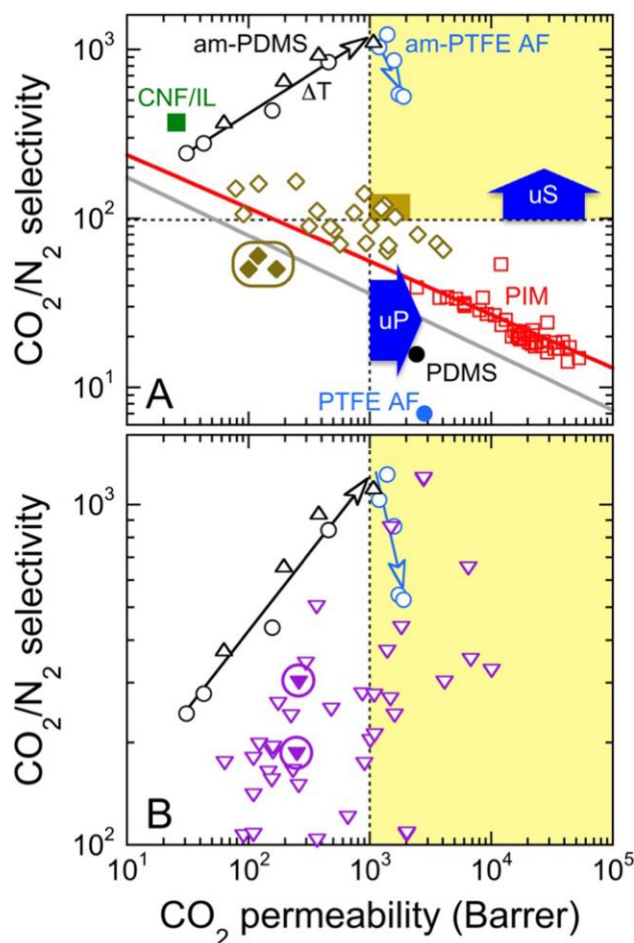 10³
10²
10¹
CO₂/N₂ selectivity
am-PDMS
am-PTFE AF
CNF/IL
ΔT
uS
uP
PIM
PDMS
PTFE AF
A
10³
10²
CO₂/N₂ selectivity
B
10¹ 10² 10³ 10⁴ 10⁵
CO₂ permeability (Barrer)